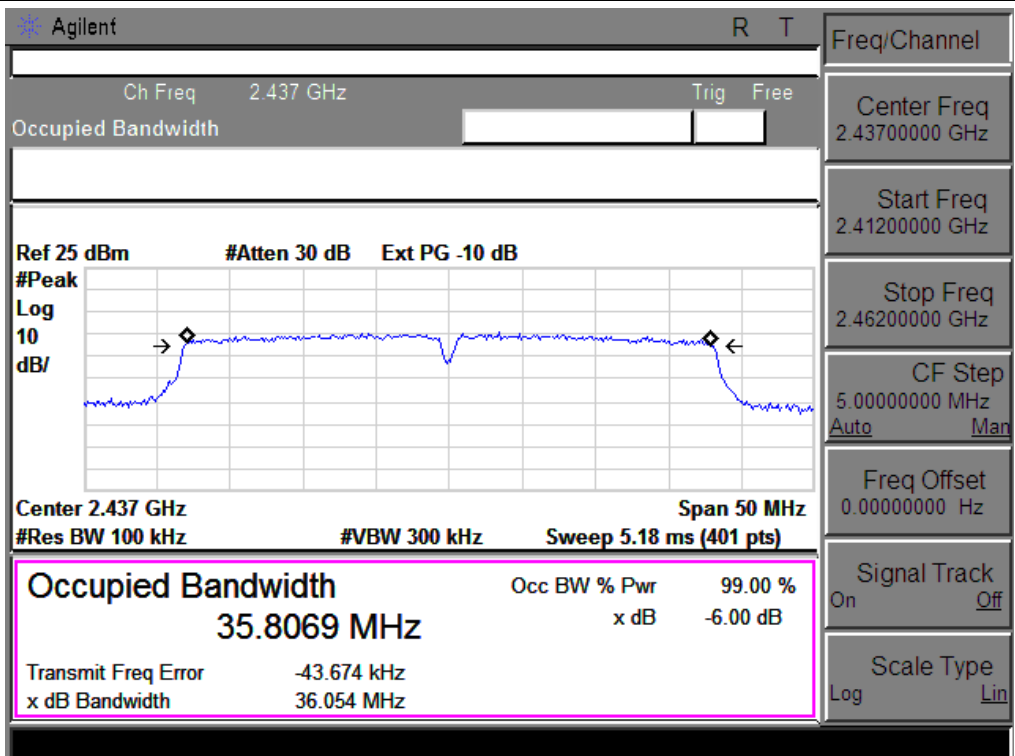 Agilent R T
Ch Freq 2.437 GHz Trig Free
Occupied Bandwidth
Ref 25 dBm #Atten 30 dB Ext PG -10 dB
#Peak
Log
10
dB/
Center 2.437 GHz Span 50 MHz
#Res BW 100 kHz #VBW 300 kHz Sweep 5.18 ms (401 pts)
Occupied Bandwidth Occ BW % Pwr 99.00 %
35.8069 MHz x dB -6.00 dB
Transmit Freq Error -43.674 kHz
x dB Bandwidth 36.054 MHz
Freq/Channel
Center Freq
2.43700000 GHz
Start Freq
2.41200000 GHz
Stop Freq
2.46200000 GHz
CF Step
5.00000000 MHz
Auto Man
Freq Offset
0.00000000 Hz
Signal Track
On Off
Scale Type
Log Lin